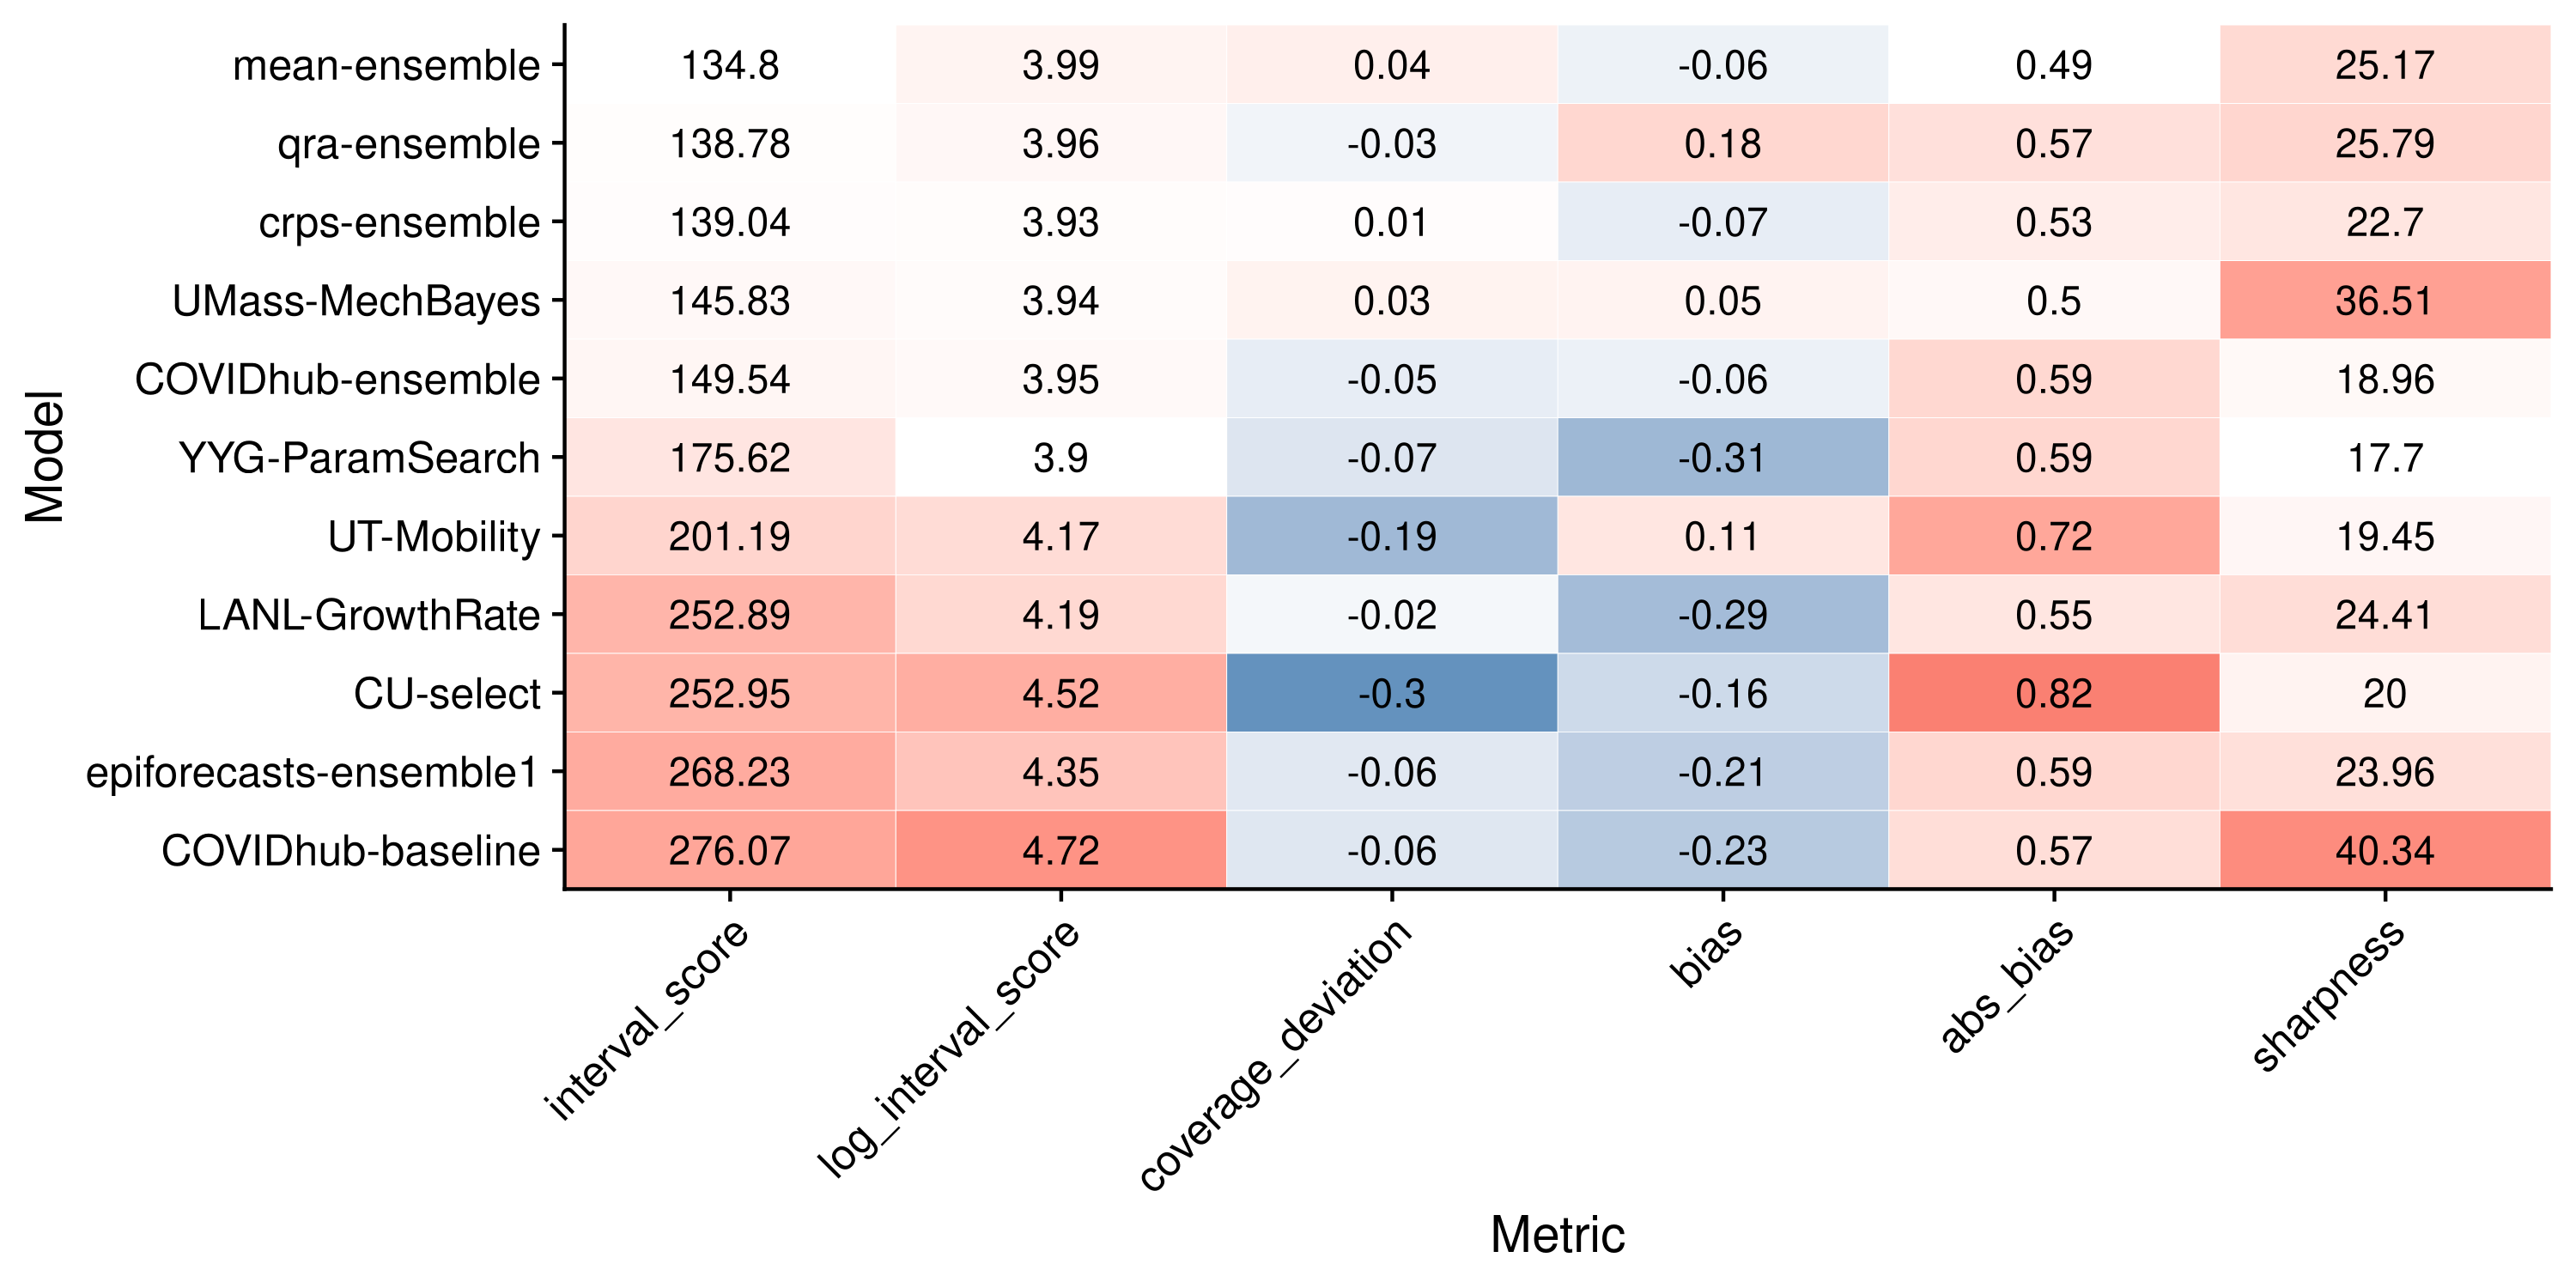 Model
mean-ensemble 134.8 3.99 0.04 -0.06 0.49 25.17
qra-ensemble 138.78 3.96 -0.03 0.18 0.57 25.79
crps-ensemble 139.04 3.93 0.01 -0.07 0.53 22.7
UMass-MechBayes 145.83 3.94 0.03 0.05 0.5 36.51
COVIDhub-ensemble 149.54 3.95 -0.05 -0.06 0.59 18.96
YYG-ParamSearch 175.62 3.9 -0.07 -0.31 0.59 17.7
UT-Mobility 201.19 4.17 -0.19 0.11 0.72 19.45
LANL-GrowthRate 252.89 4.19 -0.02 -0.29 0.55 24.41
CU-select 252.95 4.52 -0.3 -0.16 0.82 20
epiforecasts-ensemble1 268.23 4.35 -0.06 -0.21 0.59 23.96
COVIDhub-baseline 276.07 4.72 -0.06 -0.23 0.57 40.34
interval_score log_interval_score coverage_deviation bias abs_bias sharpness
Metric